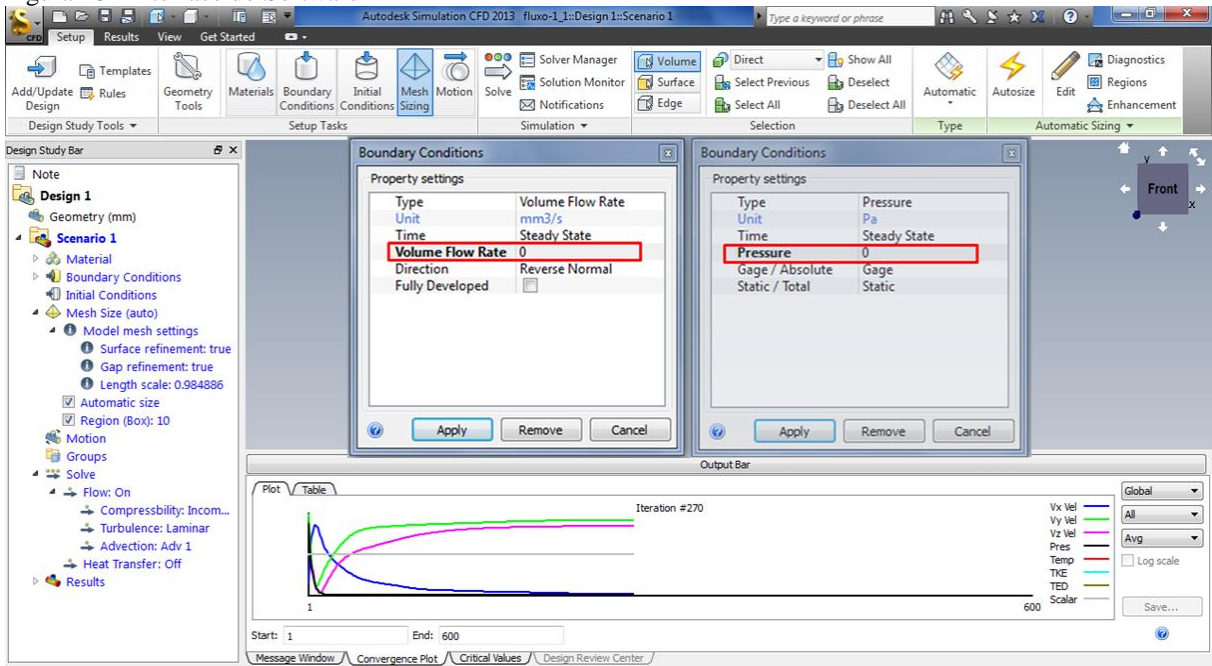 Autodesk Simulation CFD 2013 fluxo-1_1::Design 1::Scenario 1
Type a keyword or phrase
CFD
Setup Results View Get Started
Add/Update Design
Templates
Rules
Geometry Tools
Materials
Boundary Conditions
Initial Conditions
Mesh Sizing
Motion
Solve
Solver Manager
Solution Monitor
Notifications
Volume
Surface
Edge
Direct
Select Previous
Select All
Show All
Deselect
Deselect All
Automatic
Autosize
Edit
Diagnostics
Regions
Enhancement
Design Study Tools
Setup Tasks
Simulation
Selection
Type
Automatic Sizing
Design Study Bar
Note
Design 1
Geometry (mm)
Scenario 1
Material
Boundary Conditions
Initial Conditions
Mesh Size (auto)
Model mesh settings
Surface refinement: true
Gap refinement: true
Length scale: 0.984886
Automatic size
Region (Box): 10
Motion
Groups
Solve
Flow: On
Compressbility: Incom...
Turbulence: Laminar
Advection: Adv 1
Heat Transfer: Off
Results
Boundary Conditions
Property settings
Type Volume Flow Rate
Unit mm3/s
Time Steady State
Volume Flow Rate 0
Direction Reverse Normal
Fully Developed
Apply Remove Cancel
Boundary Conditions
Property settings
Type Pressure
Unit Pa
Time Steady State
Pressure 0
Gage / Absolute Gage
Static / Total Static
Apply Remove Cancel
y
Front
x
Output Bar
Plot Table
Iteration #270
Vx Vel
Vy Vel
Vz Vel
Pres
Temp
TKE
TED
Scalar
1
600
Global
All
Avg
Log scale
Save...
Start: 1 End: 600
Message Window Convergence Plot Critical Values Design Review Center